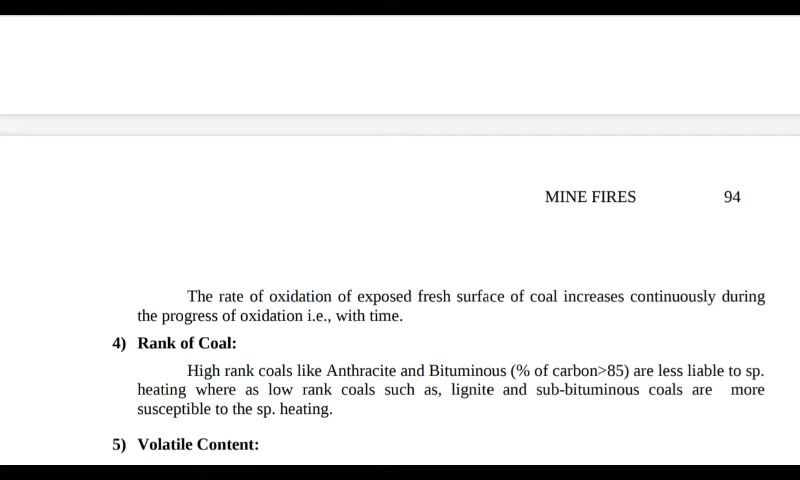 MINE FIRES 94
The rate of oxidation of exposed fresh surface of coal increases continuously during
the progress of oxidation i.e., with time.
4) Rank of Coal:
High rank coals like Anthracite and Bituminous (% of carbon>85) are less liable to sp.
heating where as low rank coals such as, lignite and sub-bituminous coals are more
susceptible to the sp. heating.
5) Volatile Content: